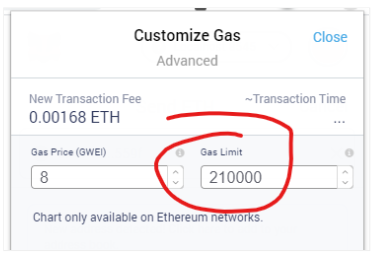 Customize Gas Close
Advanced
New Transaction Fee ~Transaction Time
0.00168 ETH ...
Gas Price (GWEI) Gas Limit
8 210000
Chart only available on Ethereum networks.